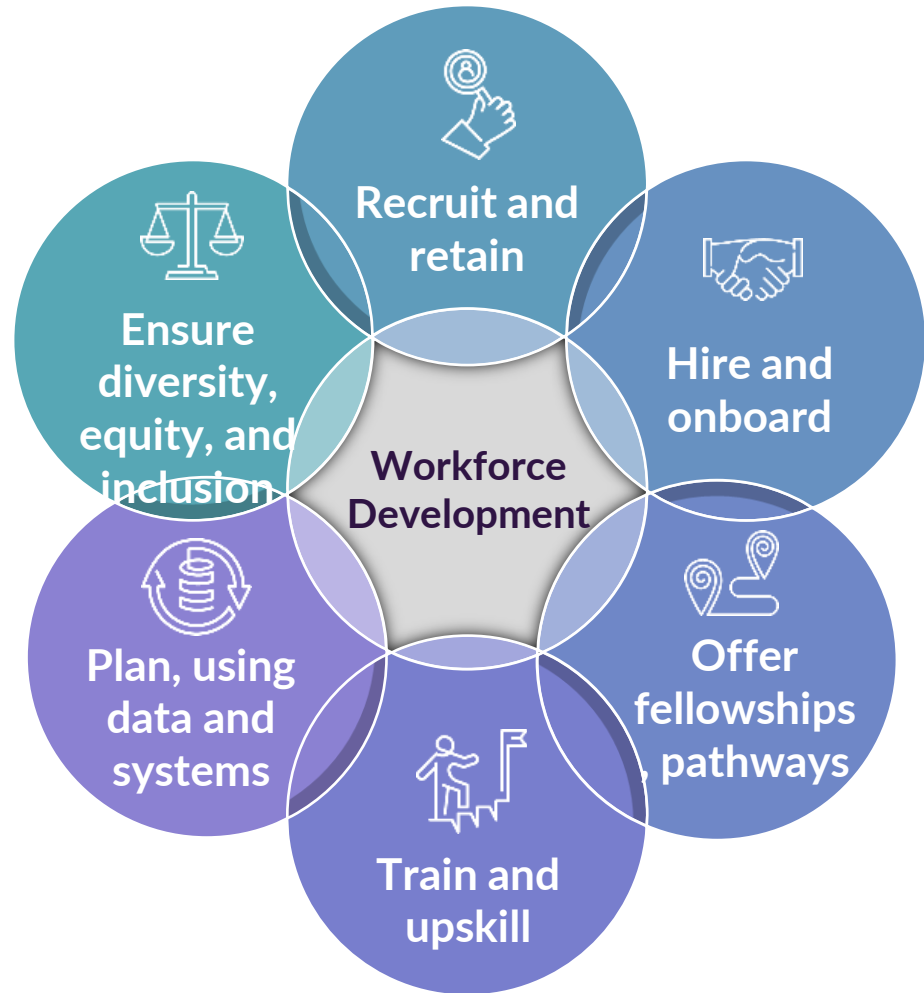 Recruit and
retain
Hire and
onboard
Offer
fellowships
, pathways
Train and
upskill
Plan, using
data and
systems
Ensure
diversity,
equity, and
inclusion
Workforce
Development